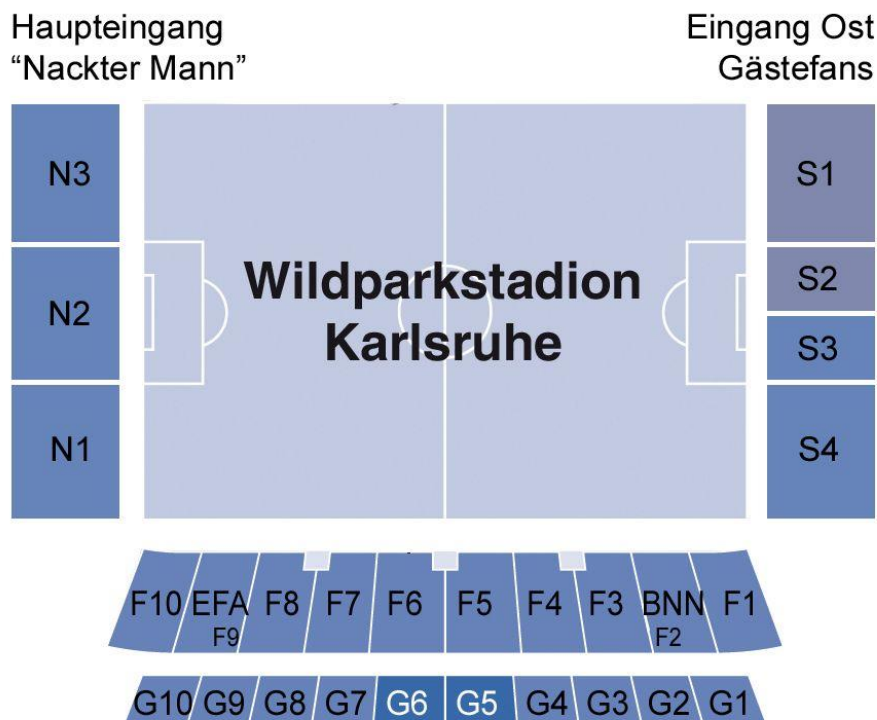 Haupteingang
“Nackter Mann”
Eingang Ost
Gästefans
N3
S1
Wildparkstadion
Karlsruhe
N2
S2
S3
N1
S4
F10 EFA F8 F7 F6 F5 F4 F3 BNN F1
F9 F2
G10 G9 G8 G7 G6 G5 G4 G3 G2 G1